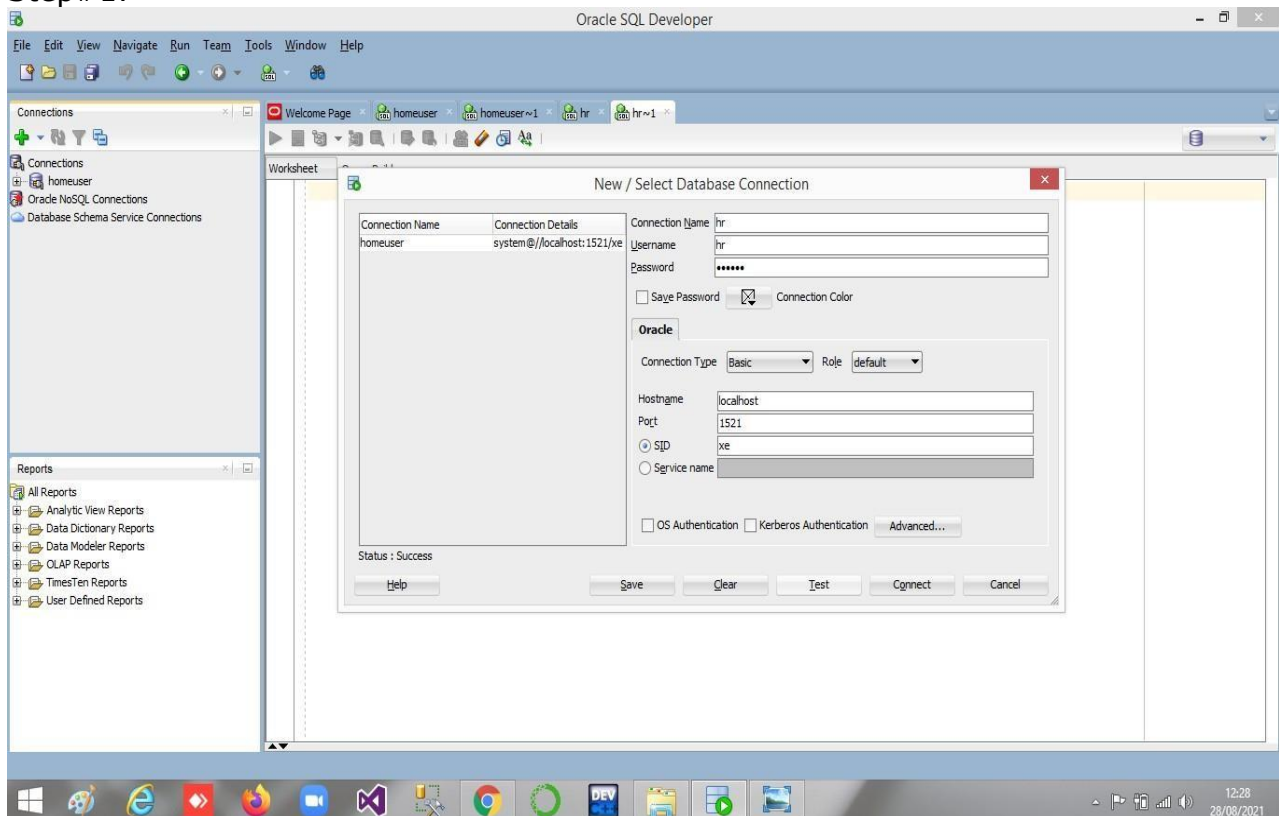 Step# 1:
Oracle SQL Developer
File Edit View Navigate Run Team Tools Window Help
Connections
Welcome Page homeuser homeuser~1 hr hr~1
Connections
homeuser
Oracle NoSQL Connections
Database Schema Service Connections
Worksheet
New / Select Database Connection
Connection Name Connection Details
homeuser system@//localhost:1521/xe
Connection Name hr
Username hr
Password ••••••
Save Password Connection Color
Oracle
Connection Type Basic Role default
Hostname localhost
Port 1521
SID xe
Service name
OS Authentication Kerberos Authentication Advanced...
Status : Success
Help Save Clear Test Connect Cancel
Reports
All Reports
Analytic View Reports
Data Dictionary Reports
Data Modeler Reports
OLAP Reports
TimesTen Reports
User Defined Reports
DEV C++
12:28
28/08/2021